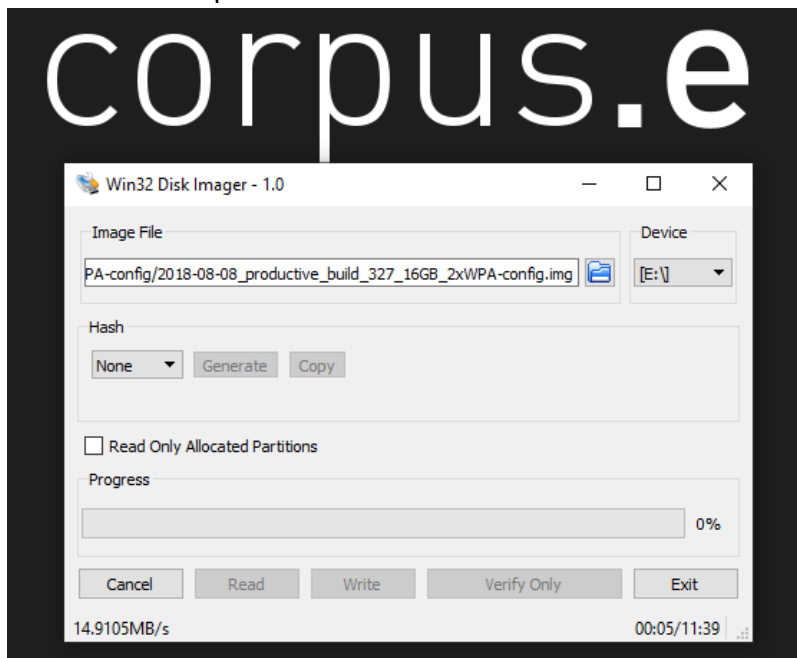 corpus.e
Win32 Disk Imager - 1.0
Image File
Device
PA-config/2018-08-08_productive_build_327_16GB_2xWPA-config.img
[E:\]
Hash
None
Generate
Copy
Read Only Allocated Partitions
Progress
0%
Cancel
Read
Write
Verify Only
Exit
14.9105MB/s
00:05/11:39